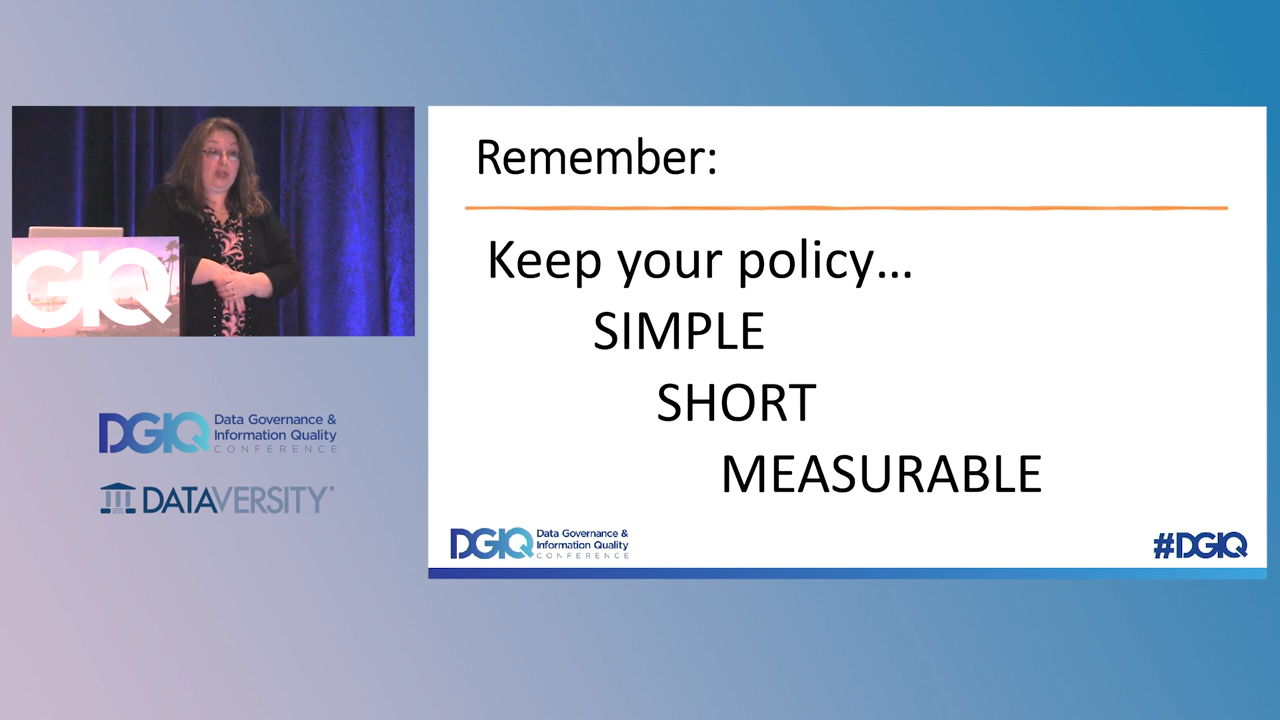 GIQ
DGIQ Data Governance &
Information Quality
CONFERENCE
DATAVERSITY
Remember:
Keep your policy...
SIMPLE
SHORT
MEASURABLE
DGIQ Data Governance &
Information Quality
CONFERENCE
#DGIQ